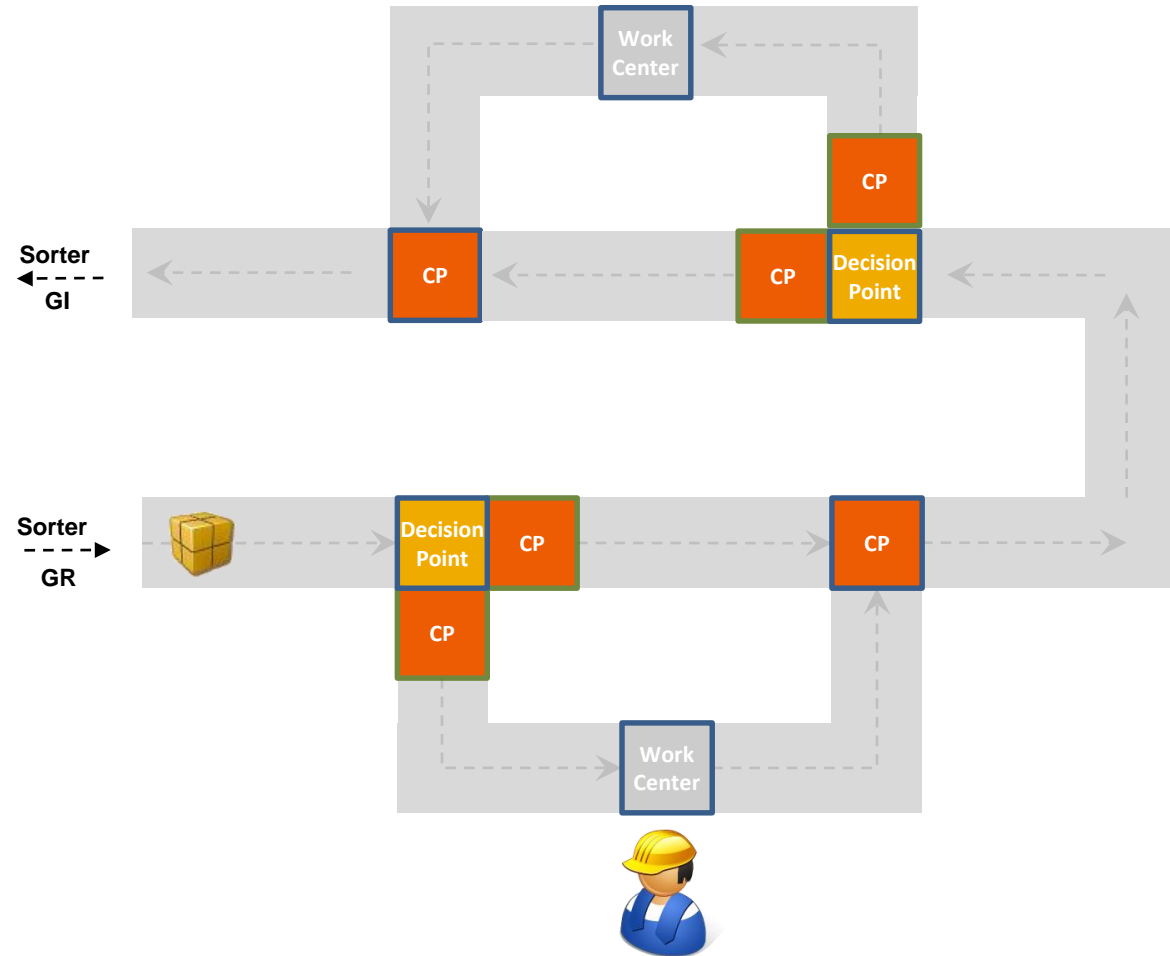 Work
Center
CP
Sorter
GI
CP
CP
Decision
Point
Sorter
GR
Decision
Point
CP
CP
CP
Work
Center